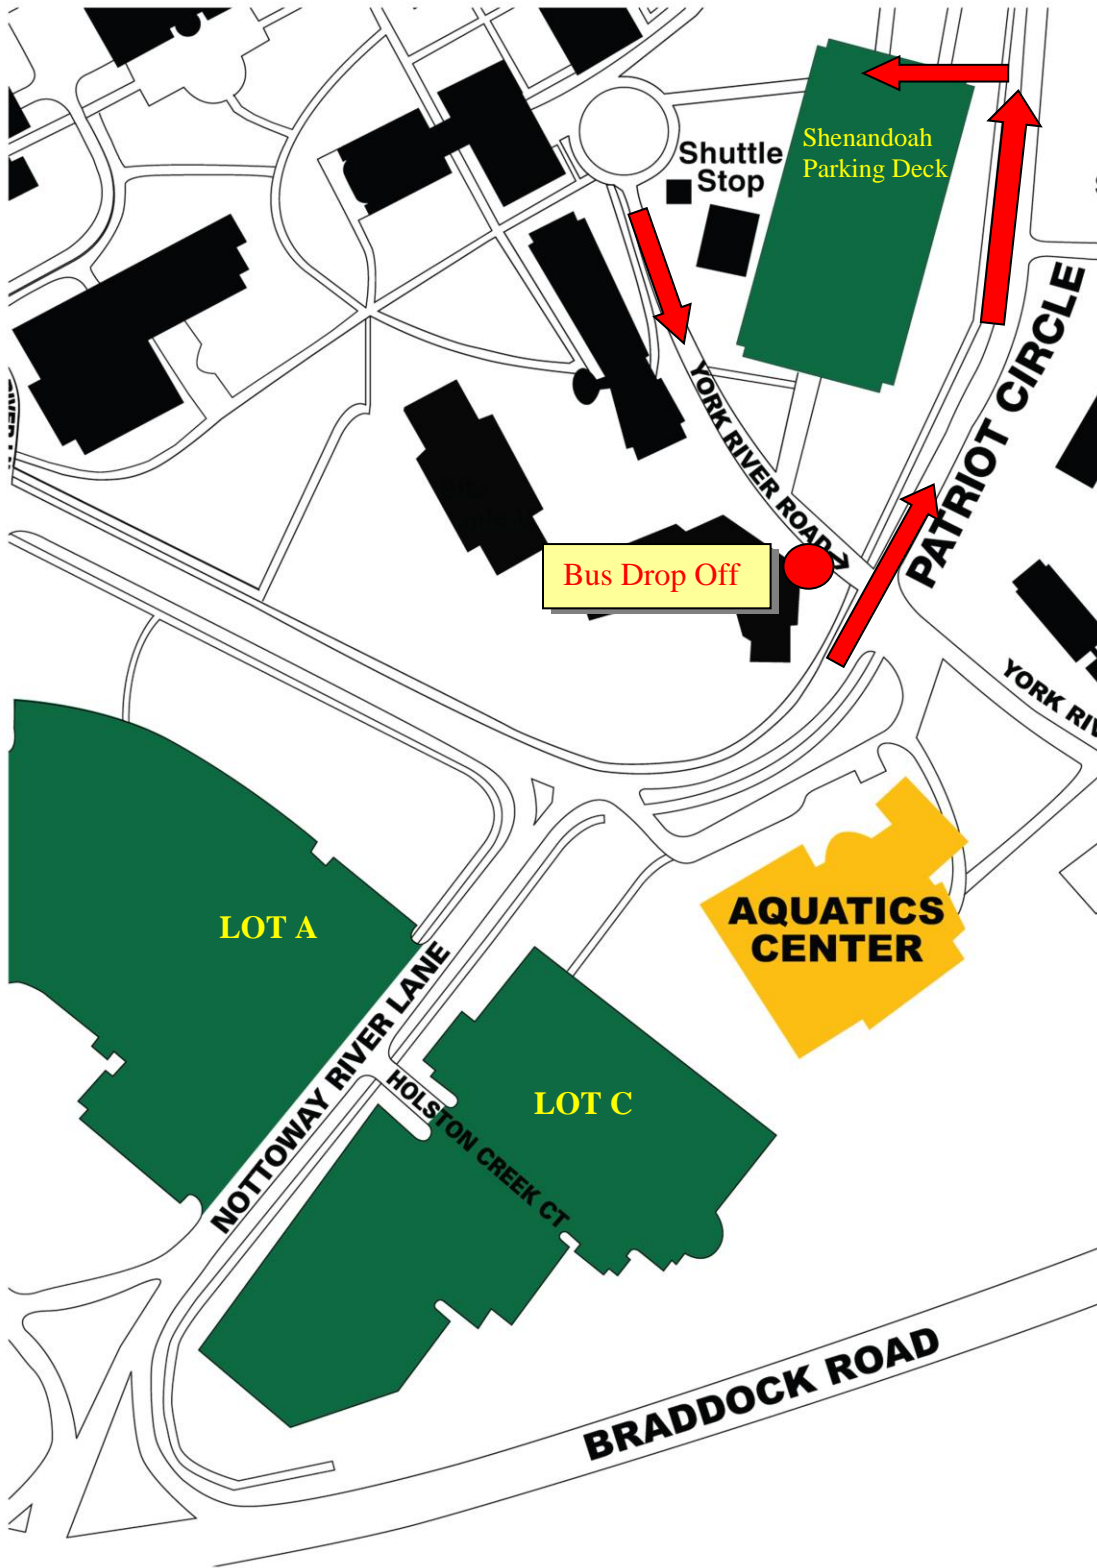 Shenandoah
Parking Deck
Shuttle
Stop
PATRIOT CIRCLE
YORK RIVER ROAD
Bus Drop Off
AQUATICS
CENTER
LOT A
NOTTOWAY RIVER LANE
LOT C
HOLSTON CREEK CT
BRADDOCK ROAD
YORK RIV